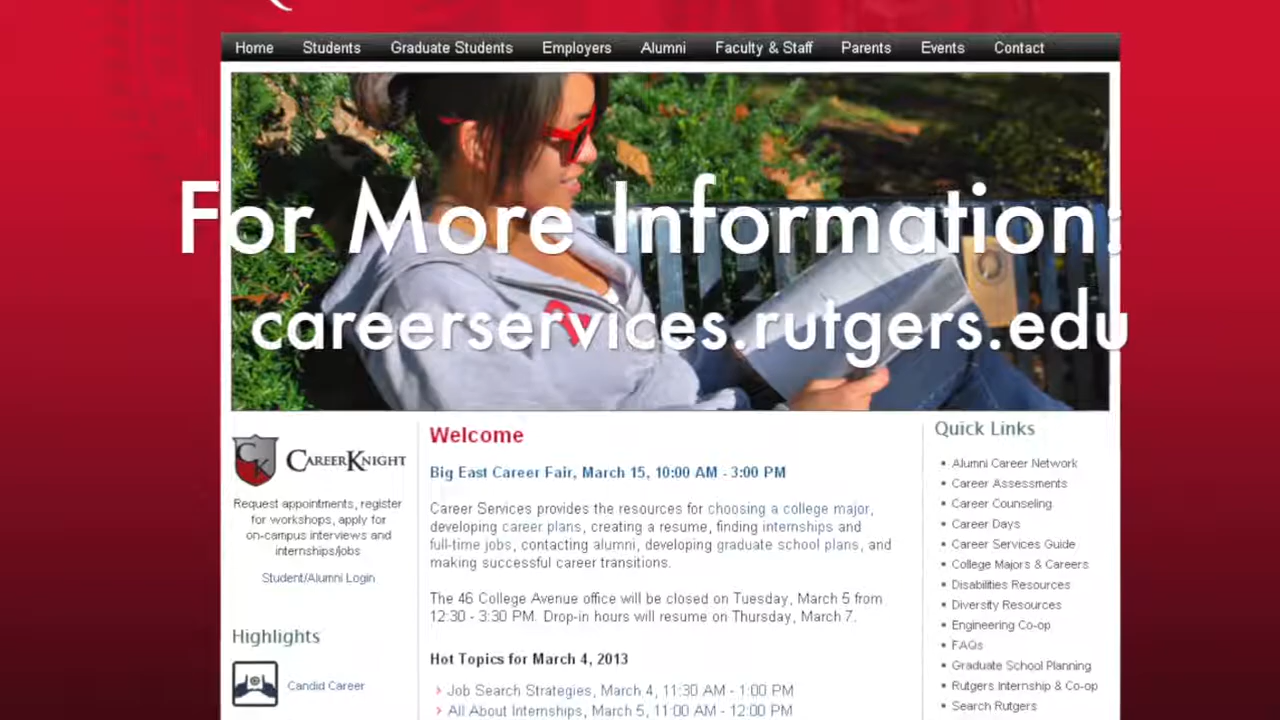 Home Students Graduate Students Employers Alumni Faculty & Staff Parents Events Contact
For More Information:
careerservices.rutgers.edu
CK CAREERKNIGHT
Request appointments, register
for workshops, apply for
on-campus interviews and
internships/jobs
Student/Alumni Login
Highlights
Candid Career
Welcome
Big East Career Fair, March 15, 10:00 AM - 3:00 PM
Career Services provides the resources for choosing a college major,
developing career plans, creating a resume, finding internships and
full-time jobs, contacting alumni, developing graduate school plans, and
making successful career transitions.
The 46 College Avenue office will be closed on Tuesday, March 5 from
12:30 - 3:30 PM. Drop-in hours will resume on Thursday, March 7.
Hot Topics for March 4, 2013
Job Search Strategies, March 4, 11:30 AM - 1:00 PM
All About Internships, March 5, 11:00 AM - 12:00 PM
Quick Links
Alumni Career Network
Career Assessments
Career Counseling
Career Days
Career Services Guide
College Majors & Careers
Disabilities Resources
Diversity Resources
Engineering Co-op
FAQs
Graduate School Planning
Rutgers Internship & Co-op
Search Rutgers